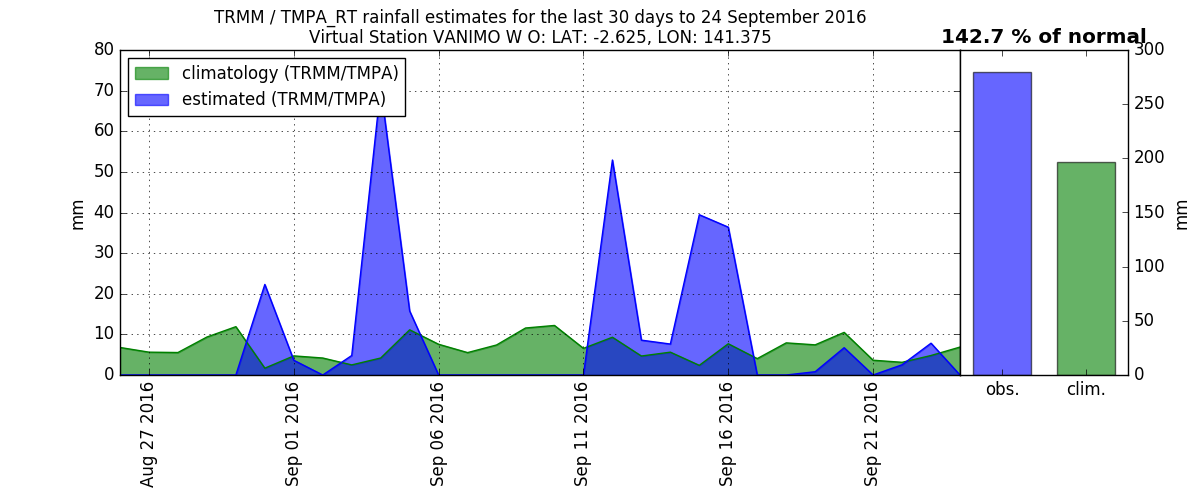 TRMM / TMPA_RT rainfall estimates for the last 30 days to 24 September 2016
Virtual Station VANIMO W O: LAT: -2.625, LON: 141.375
142.7 % of normal
climatology (TRMM/TMPA)
estimated (TRMM/TMPA)
80
70
60
50
40
30
20
10
0
mm
Aug 27 2016
Sep 01 2016
Sep 06 2016
Sep 11 2016
Sep 16 2016
Sep 21 2016
300
250
200
150
100
50
0
mm
obs.
clim.